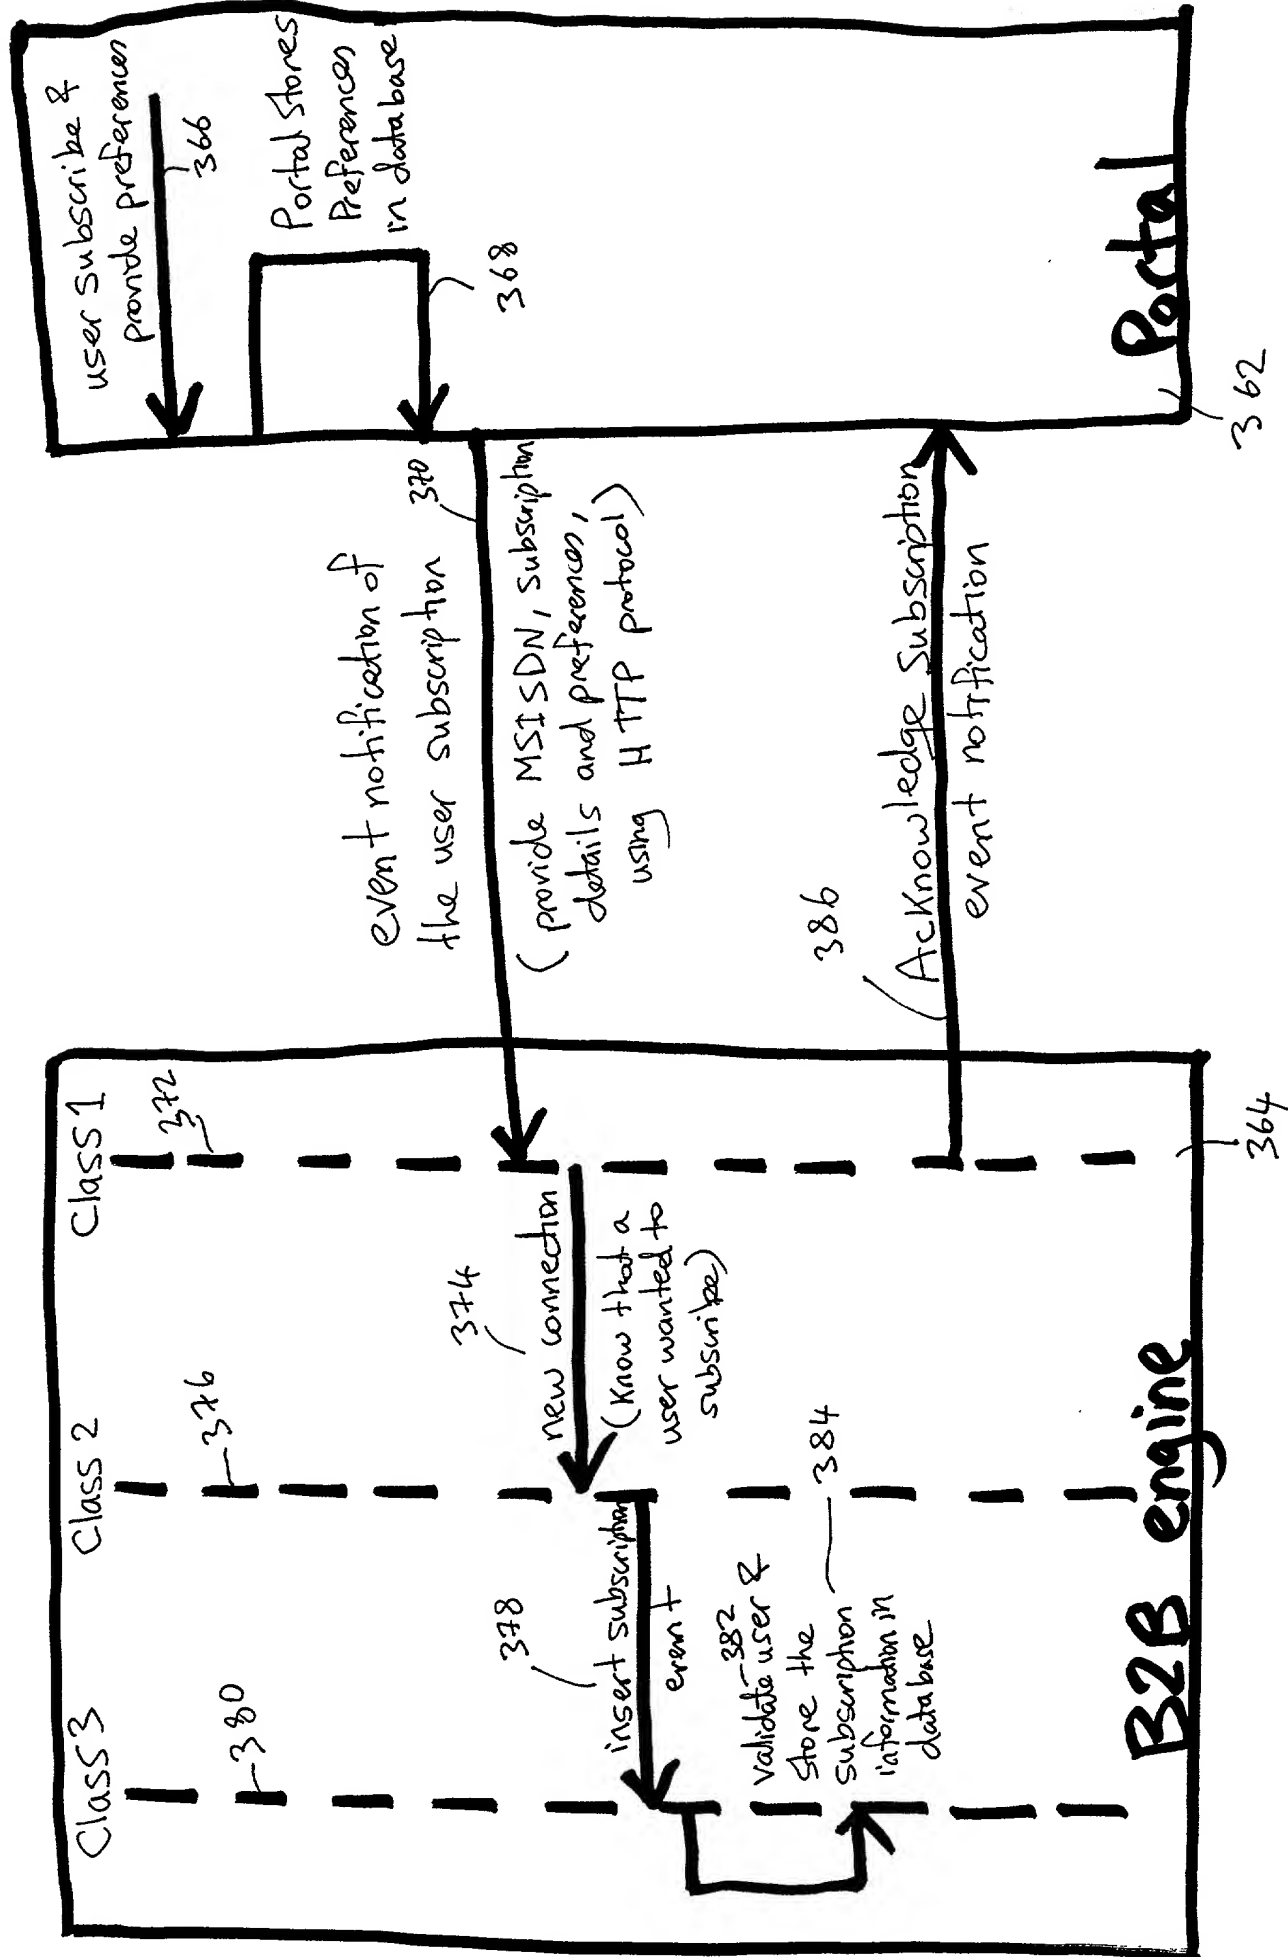 Class 3
380
Class 2
376
Class 1
372
user subscribe &
provide preferences
366
Portal Stores
Preferences
in database
368
event notification of
the user subscription
370
(provide MSISDN, subscription
details and preferences,
using HTTP protocol)
374
new connection
(Know that a
user wanted to
subscribe)
378
insert subscription
event
382
validate user &
Store the
subscription
information in
database
384
386
Acknowledge Subscription
event notification
B2B engine
364
Portal
362